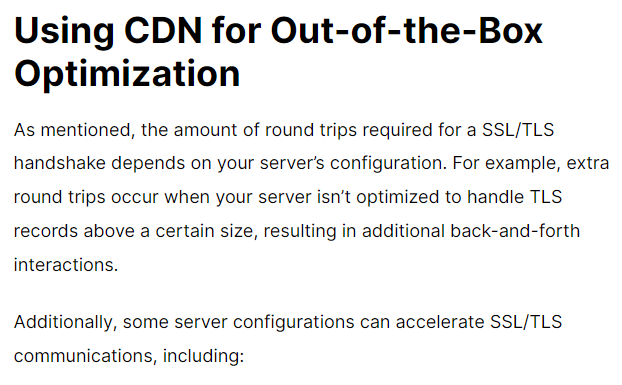 Using CDN for Out-of-the-Box
Optimization
As mentioned, the amount of round trips required for a SSL/TLS
handshake depends on your server’s configuration. For example, extra
round trips occur when your server isn’t optimized to handle TLS
records above a certain size, resulting in additional back-and-forth
interactions.
Additionally, some server configurations can accelerate SSL/TLS
communications, including: